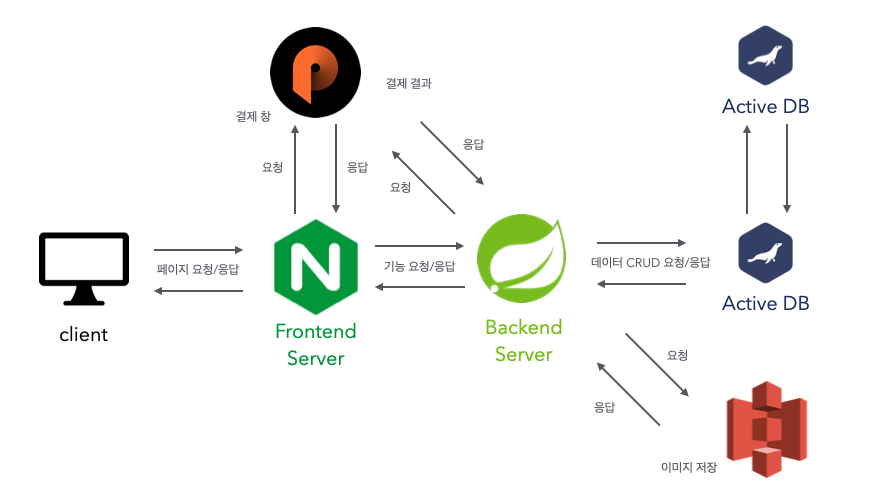 결제 결과
Active DB
결제 창
요청
응답
응답
요청
페이지 요청/응답
기능 요청/응답
데이터 CRUD 요청/응답
Active DB
client
Frontend
Server
Backend
Server
요청
응답
이미지 저장